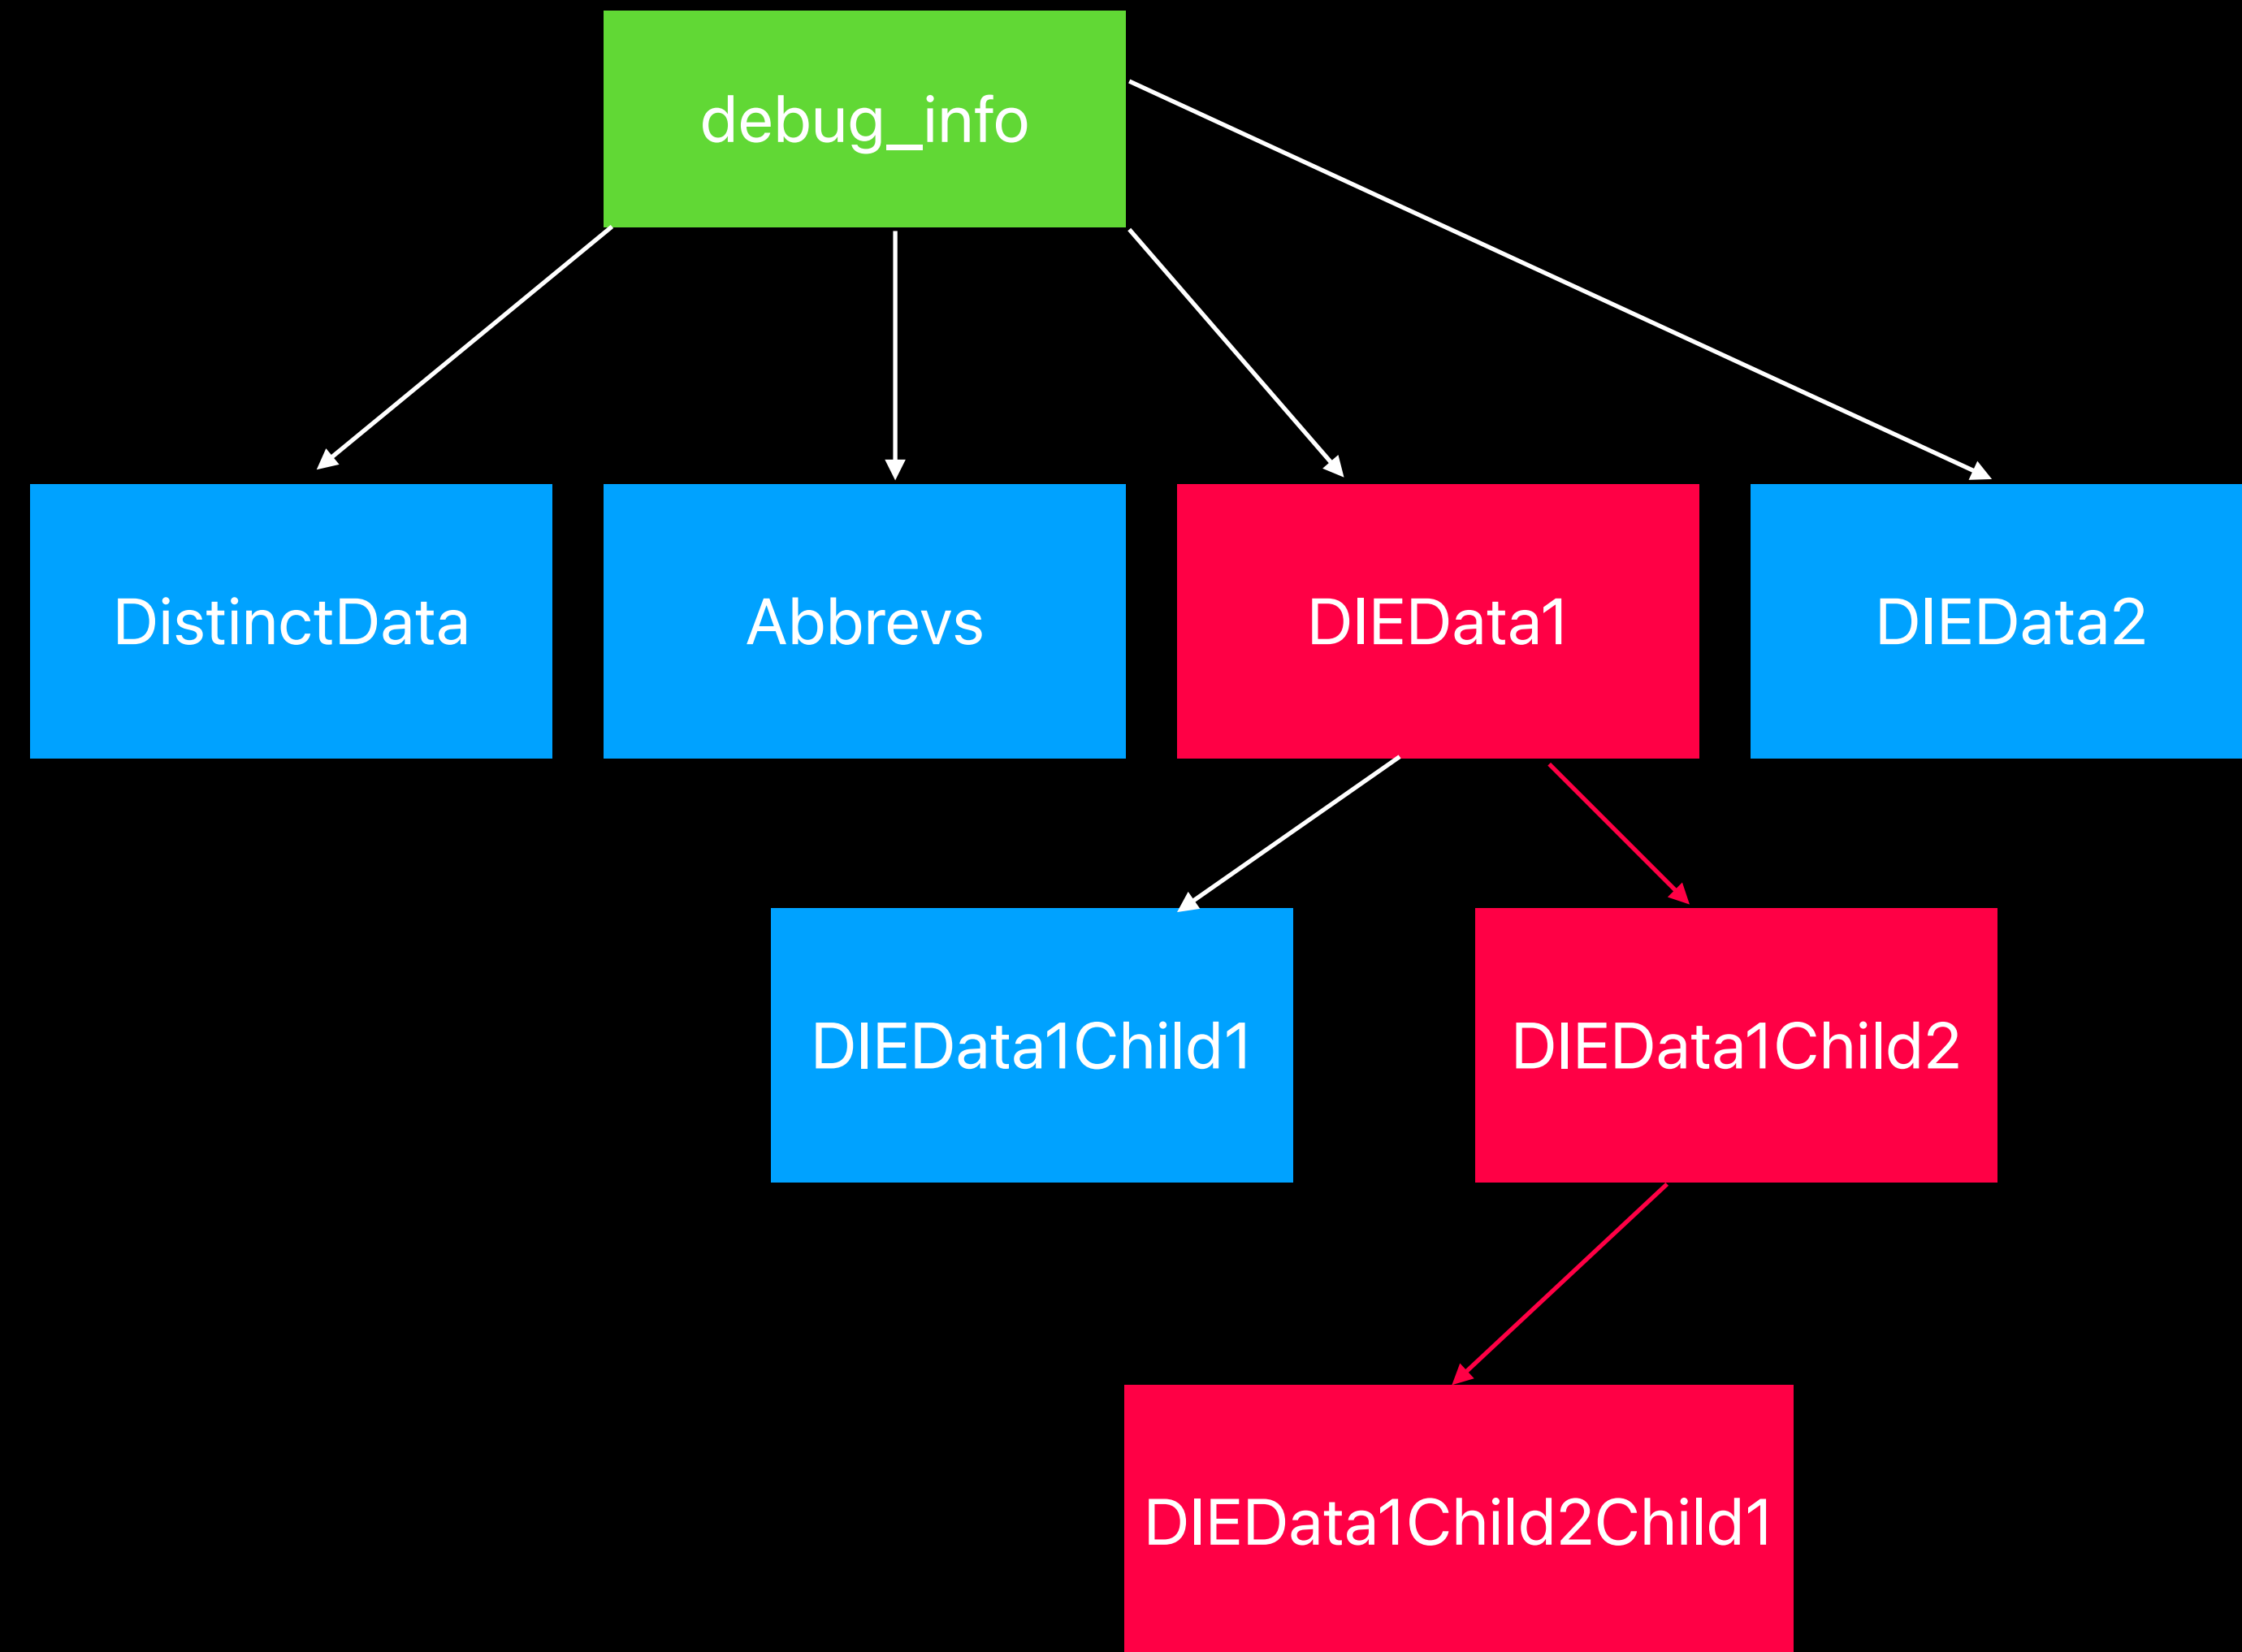 debug_info
DistinctData
Abbrevs
DIEData1
DIEData2
DIEData1Child1
DIEData1Child2
DIEData1Child2Child1